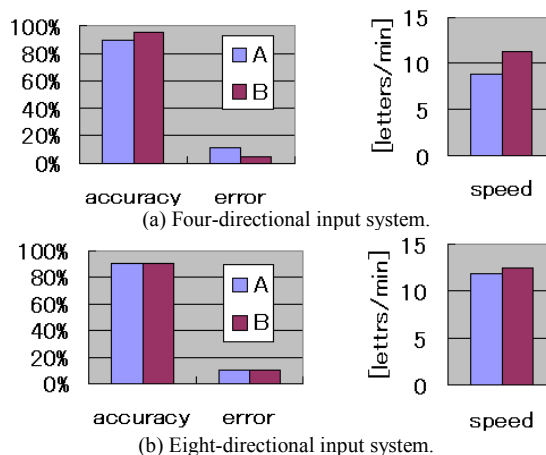 100%
80%
60%
40%
20%
0%
A
B
accuracy error
[letters/min]
15
10
5
0
speed
(a) Four-directional input system.
100%
80%
60%
40%
20%
0%
A
B
accuracy error
[lettrs/min]
15
10
5
0
speed
(b) Eight-directional input system.